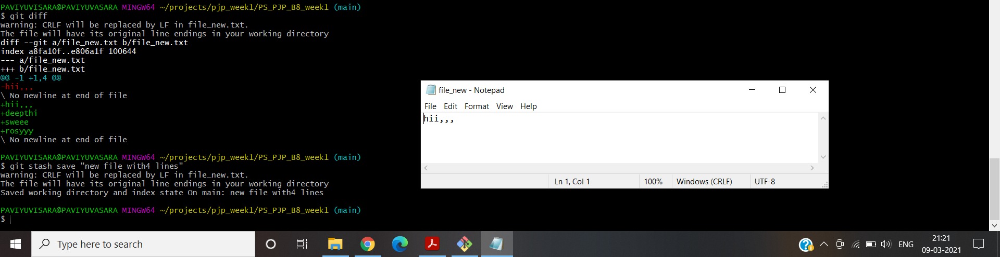 PAVIYUVISARA@PAVIYUVASARA MINGW64 ~/projects/pjp_week1/PS_PJP_B8_week1 (main)
$ git diff
warning: CRLF will be replaced by LF in file_new.txt.
The file will have its original line endings in your working directory
diff --git a/file_new.txt b/file_new.txt
index a8fa10f..e806a1f 100644
--- a/file_new.txt
+++ b/file_new.txt
@@ -1 +1,4 @@
-hii,,,
\ No newline at end of file
+hii,,,
+deepthi
+sweee
+rosyyy
\ No newline at end of file
PAVIYUVISARA@PAVIYUVASARA MINGW64 ~/projects/pjp_week1/PS_PJP_B8_week1 (main)
$ git stash save "new file with4 lines"
warning: CRLF will be replaced by LF in file_new.txt.
The file will have its original line endings in your working directory
Saved working directory and index state On main: new file with4 lines
PAVIYUVISARA@PAVIYUVASARA MINGW64 ~/projects/pjp_week1/PS_PJP_B8_week1 (main)
$
file_new - Notepad
File Edit Format View Help
hii,,,
Ln 1, Col 1 100% Windows (CRLF) UTF-8
Type here to search
ENG
21:21
09-03-2021